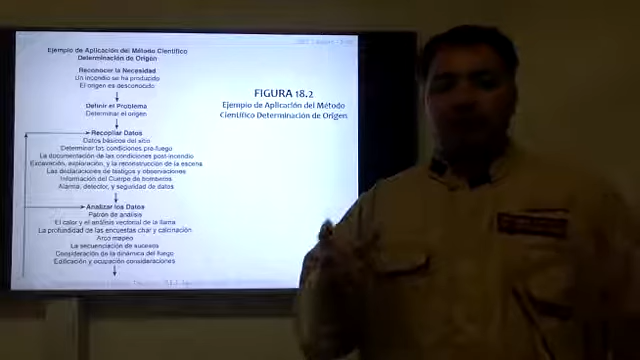 Ejemplo de Aplicación del Método Científico
Determinación de Origen
Reconocer la Necesidad
Un incendio se ha producido
El origen es desconocido
Definir el Problema
Determinar el origen
Recopilar Datos
Datos básicos del sitio
Determinar las condiciones pre-fuego
La documentación de las condiciones post-incendio
Excavación, exploración, y la reconstrucción de la escena
Las declaraciones de testigos y observaciones
Información del Cuerpo de bomberos
Alarma, detector, y seguridad de datos
Analizar los Datos
Patrón de análisis
El calor y el análisis vectorial de la llama
La profundidad de las encuestas char y calcinación
Arco mapeo
La secuenciación de sucesos
Consideración de la dinámica del fuego
Edificación y ocupación consideraciones
FIGURA 18.2
Ejemplo de Aplicación del Método
Científico Determinación de Origen